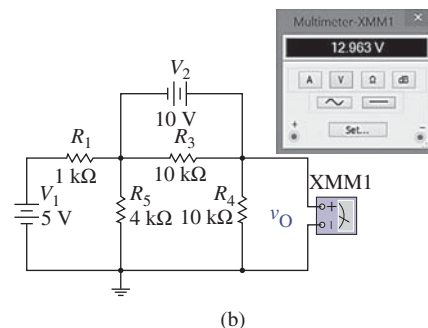 Multimeter-XMM1 ×
12.963 V
A V Ω dB
+ Set... −
V2
10 V
R1
R3
1 kΩ
10 kΩ
XMM1
V1
5 V
R5
4 kΩ
R4
10 kΩ
vO
+
(b)